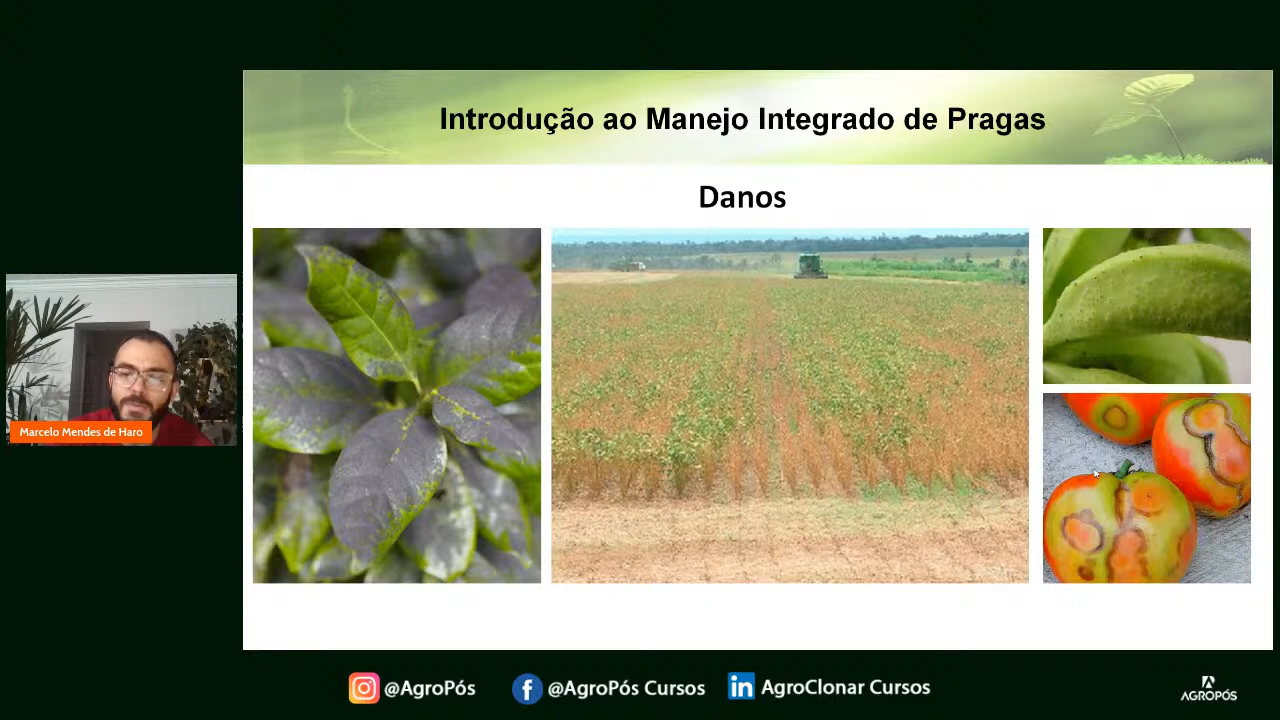 Introdução ao Manejo Integrado de Pragas
Danos
Marcelo Mendes de Haro
@AgroPós
@AgroPós Cursos
AgroClonar Cursos
AGROPÓS